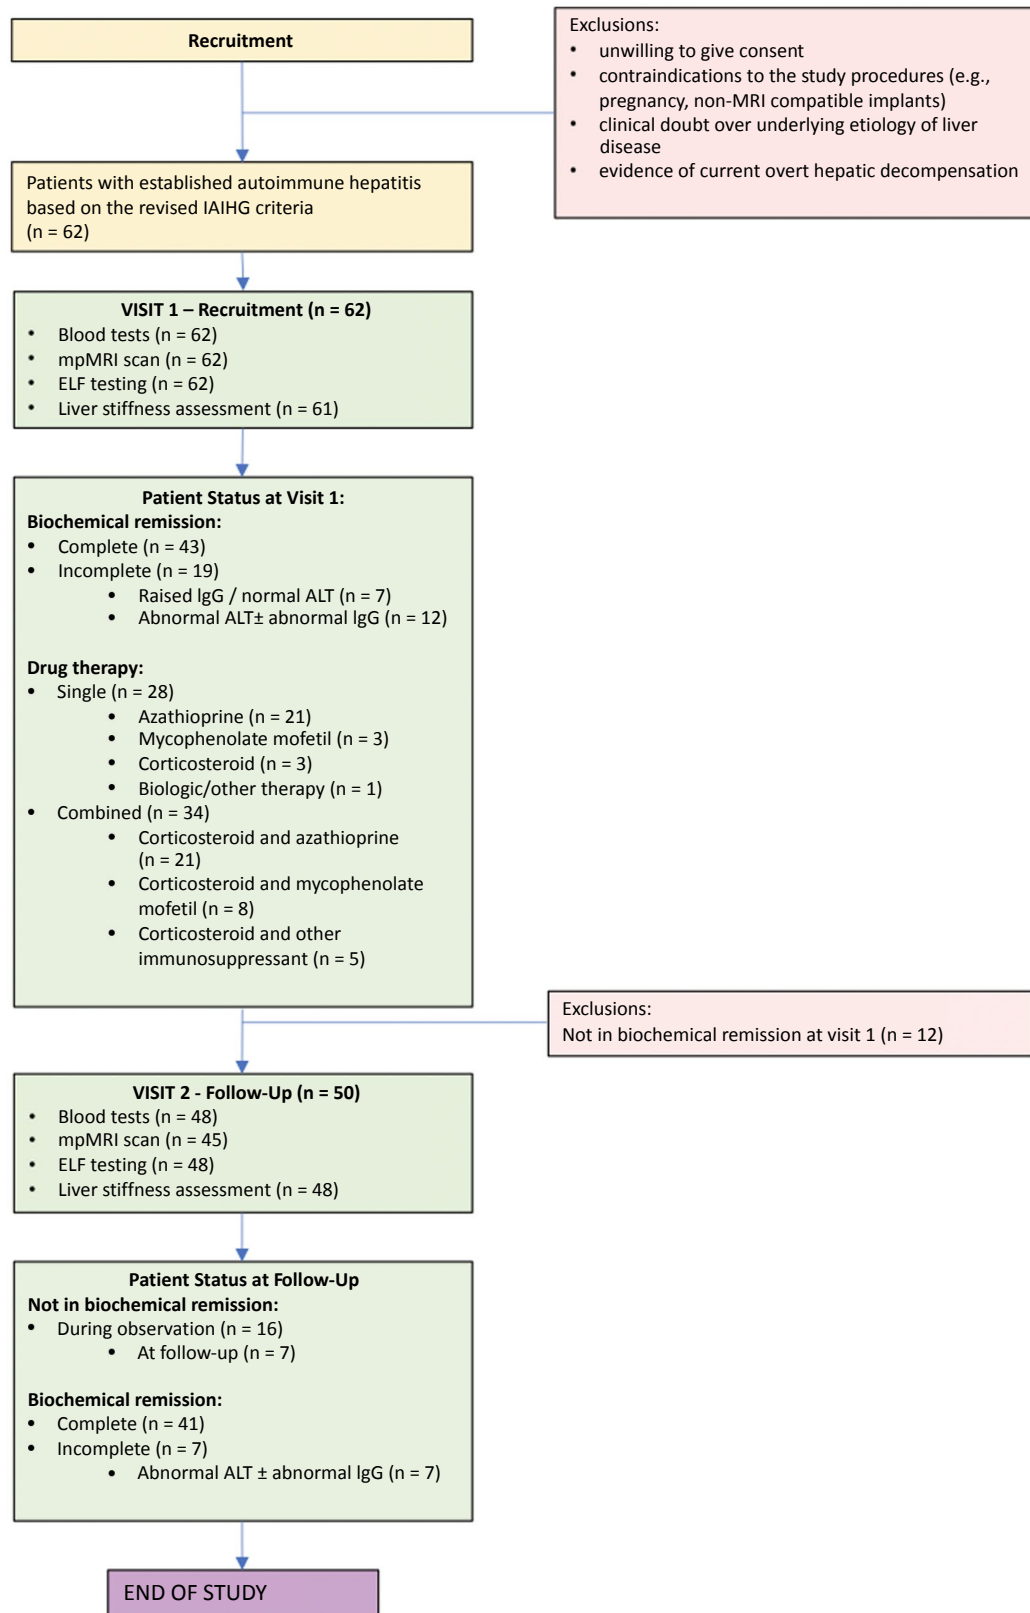 Recruitment
Exclusions:
• unwilling to give consent
• contraindications to the study procedures (e.g.,
pregnancy, non-MRI compatible implants)
• clinical doubt over underlying etiology of liver
disease
• evidence of current overt hepatic decompensation
Patients with established autoimmune hepatitis
based on the revised IAIHG criteria
(n = 62)
VISIT 1 – Recruitment (n = 62)
• Blood tests (n = 62)
• mpMRI scan (n = 62)
• ELF testing (n = 62)
• Liver stiffness assessment (n = 61)
Patient Status at Visit 1:
Biochemical remission:
• Complete (n = 43)
• Incomplete (n = 19)
• Raised IgG / normal ALT (n = 7)
• Abnormal ALT± abnormal IgG (n = 12)
Drug therapy:
• Single (n = 28)
• Azathioprine (n = 21)
• Mycophenolate mofetil (n = 3)
• Corticosteroid (n = 3)
• Biologic/other therapy (n = 1)
• Combined (n = 34)
• Corticosteroid and azathioprine
(n = 21)
• Corticosteroid and mycophenolate
mofetil (n = 8)
• Corticosteroid and other
immunosuppressant (n = 5)
Exclusions:
Not in biochemical remission at visit 1 (n = 12)
VISIT 2 - Follow-Up (n = 50)
• Blood tests (n = 48)
• mpMRI scan (n = 45)
• ELF testing (n = 48)
• Liver stiffness assessment (n = 48)
Patient Status at Follow-Up
Not in biochemical remission:
• During observation (n = 16)
• At follow-up (n = 7)
Biochemical remission:
• Complete (n = 41)
• Incomplete (n = 7)
• Abnormal ALT ± abnormal IgG (n = 7)
END OF STUDY